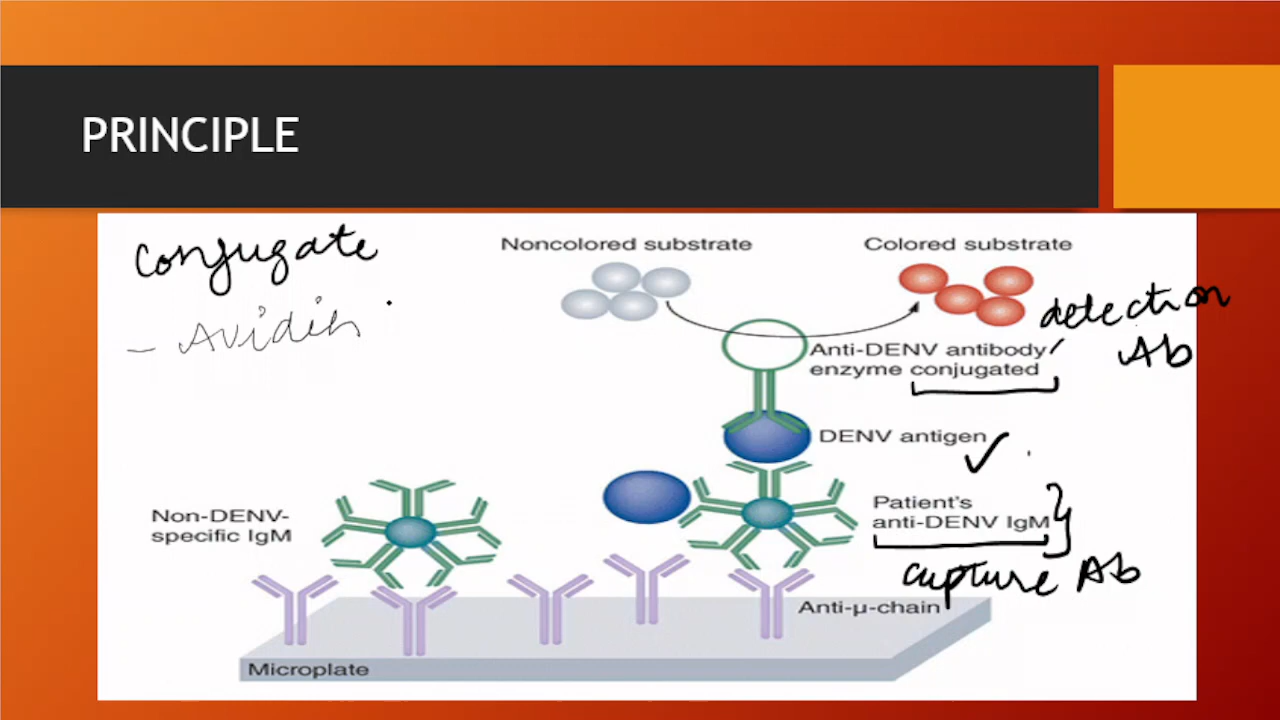 PRINCIPLE
Conjugate
- Avidin
Noncolored substrate
Colored substrate
detection
Ab
Anti-DENV antibody
enzyme conjugated
DENV antigen
Non-DENV-
specific IgM
Patient's
anti-DENV IgM
capture Ab
Anti-μ-chain
Microplate